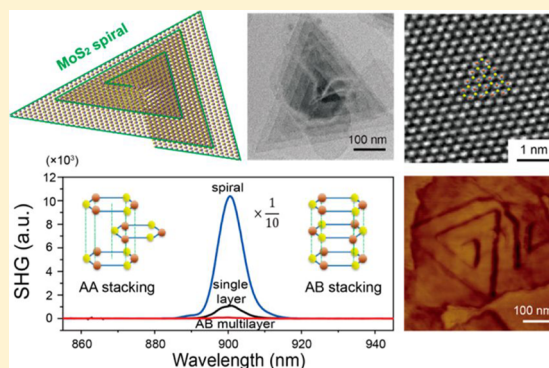 MoS₂ spiral
100 nm
1 nm
(×10³)
12
10
8
6
4
2
0
SHG (a.u.)
spiral
× 1/10
AA stacking
AB stacking
single
layer
AB multilayer
860
880
900
920
940
Wavelength (nm)
100 nm